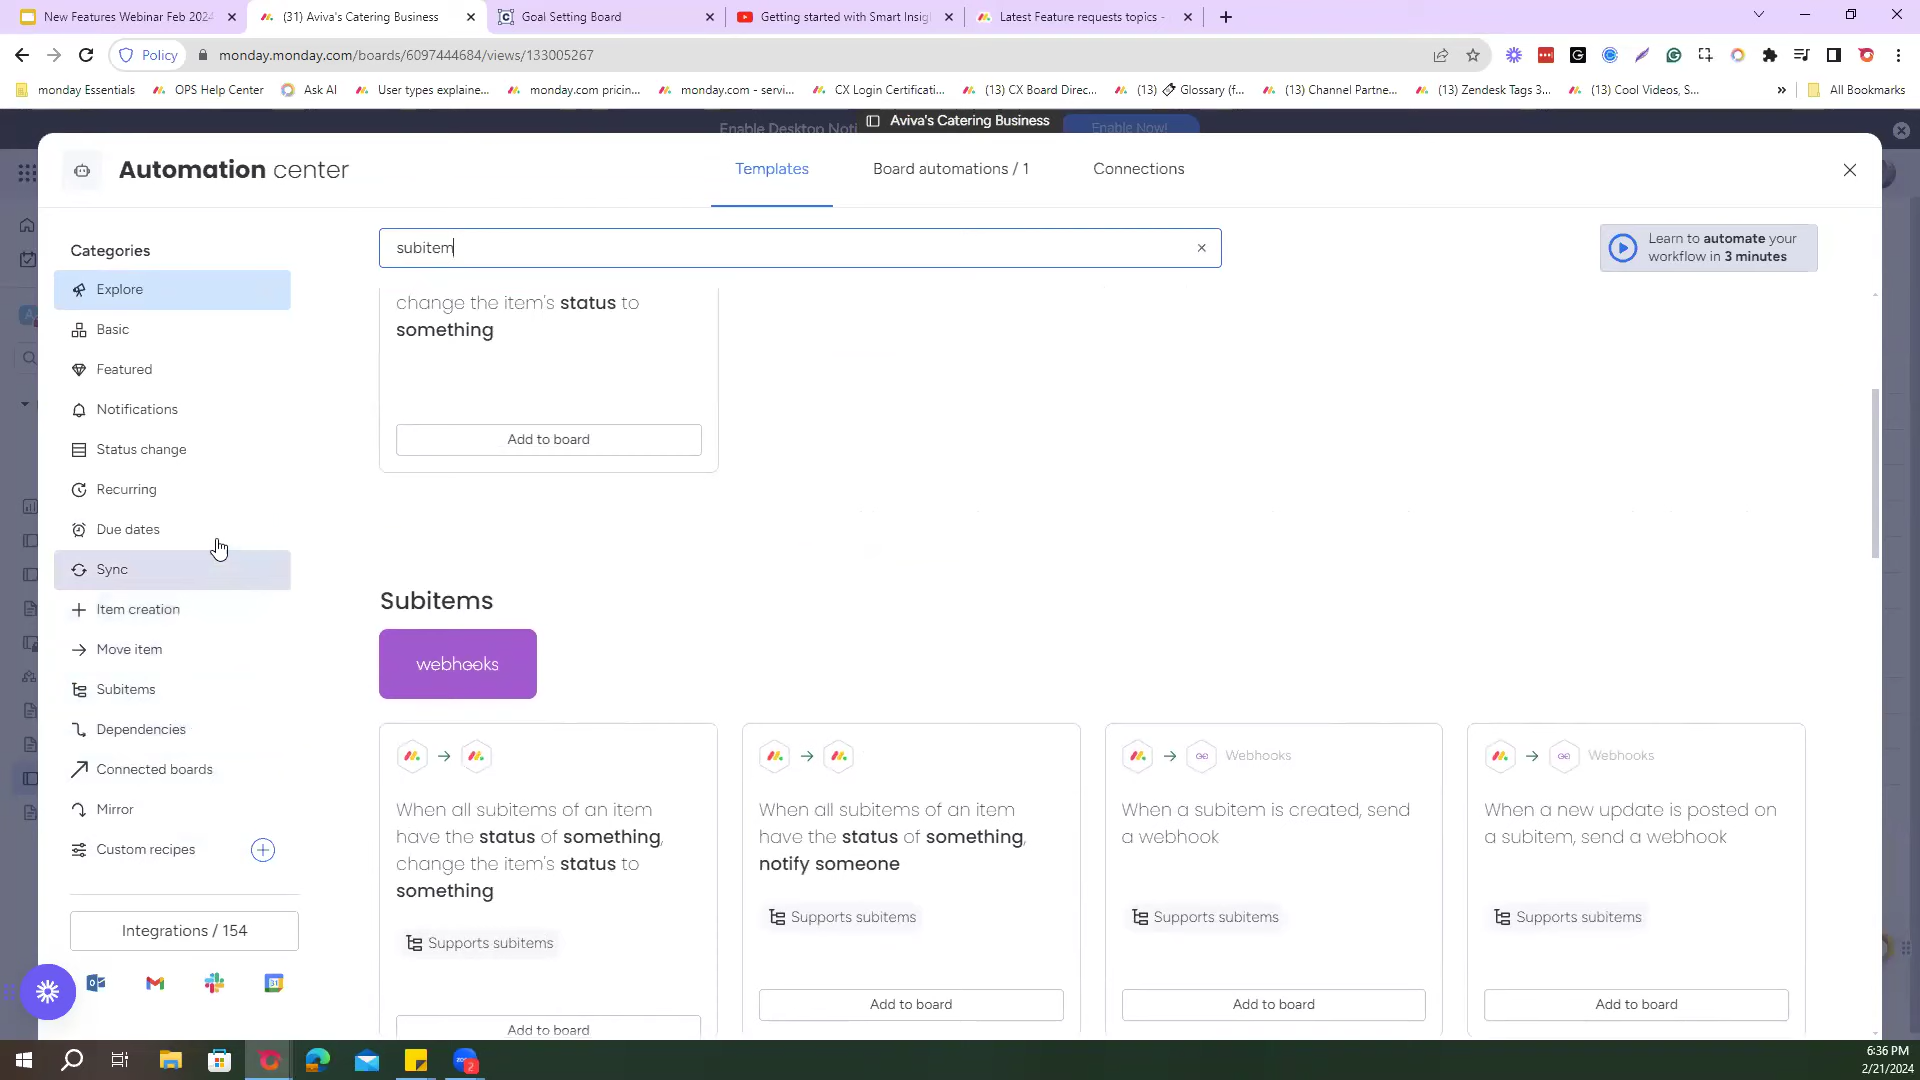 New Features Webinar Feb 2024
(31) Aviva's Catering Business
Goal Setting Board
Getting started with Smart Insig
Latest Feature requests topics -
Policy
monday.monday.com/boards/6097444684/views/133005267
monday Essentials
OPS Help Center
Ask AI
User types explaine...
monday.com pricin...
monday.com - servi...
CX Login Certificati...
(13) CX Board Direc...
(13) 🖇 Glossary (f...
(13) Channel Partne...
(13) Zendesk Tags 3...
(13) Cool Videos, S...
»
All Bookmarks
Enable Desktop Noti
Aviva's Catering Business
Enable Now!
Automation center
Templates
Board automations / 1
Connections
Categories
Explore
Basic
Featured
Notifications
Status change
Recurring
Due dates
Sync
Item creation
Move item
Subitems
Dependencies
Connected boards
Mirror
Custom recipes
Integrations / 154
subitem
Learn to automate your
workflow in 3 minutes
change the item's status to
something
Add to board
Subitems
webhooks
When all subitems of an item
have the status of something,
change the item's status to
something
Supports subitems
Add to board
When all subitems of an item
have the status of something,
notify someone
Supports subitems
Add to board
Webhooks
When a subitem is created, send
a webhook
Supports subitems
Add to board
Webhooks
When a new update is posted on
a subitem, send a webhook
Supports subitems
Add to board
31
zoom
2
6:36 PM
2/21/2024